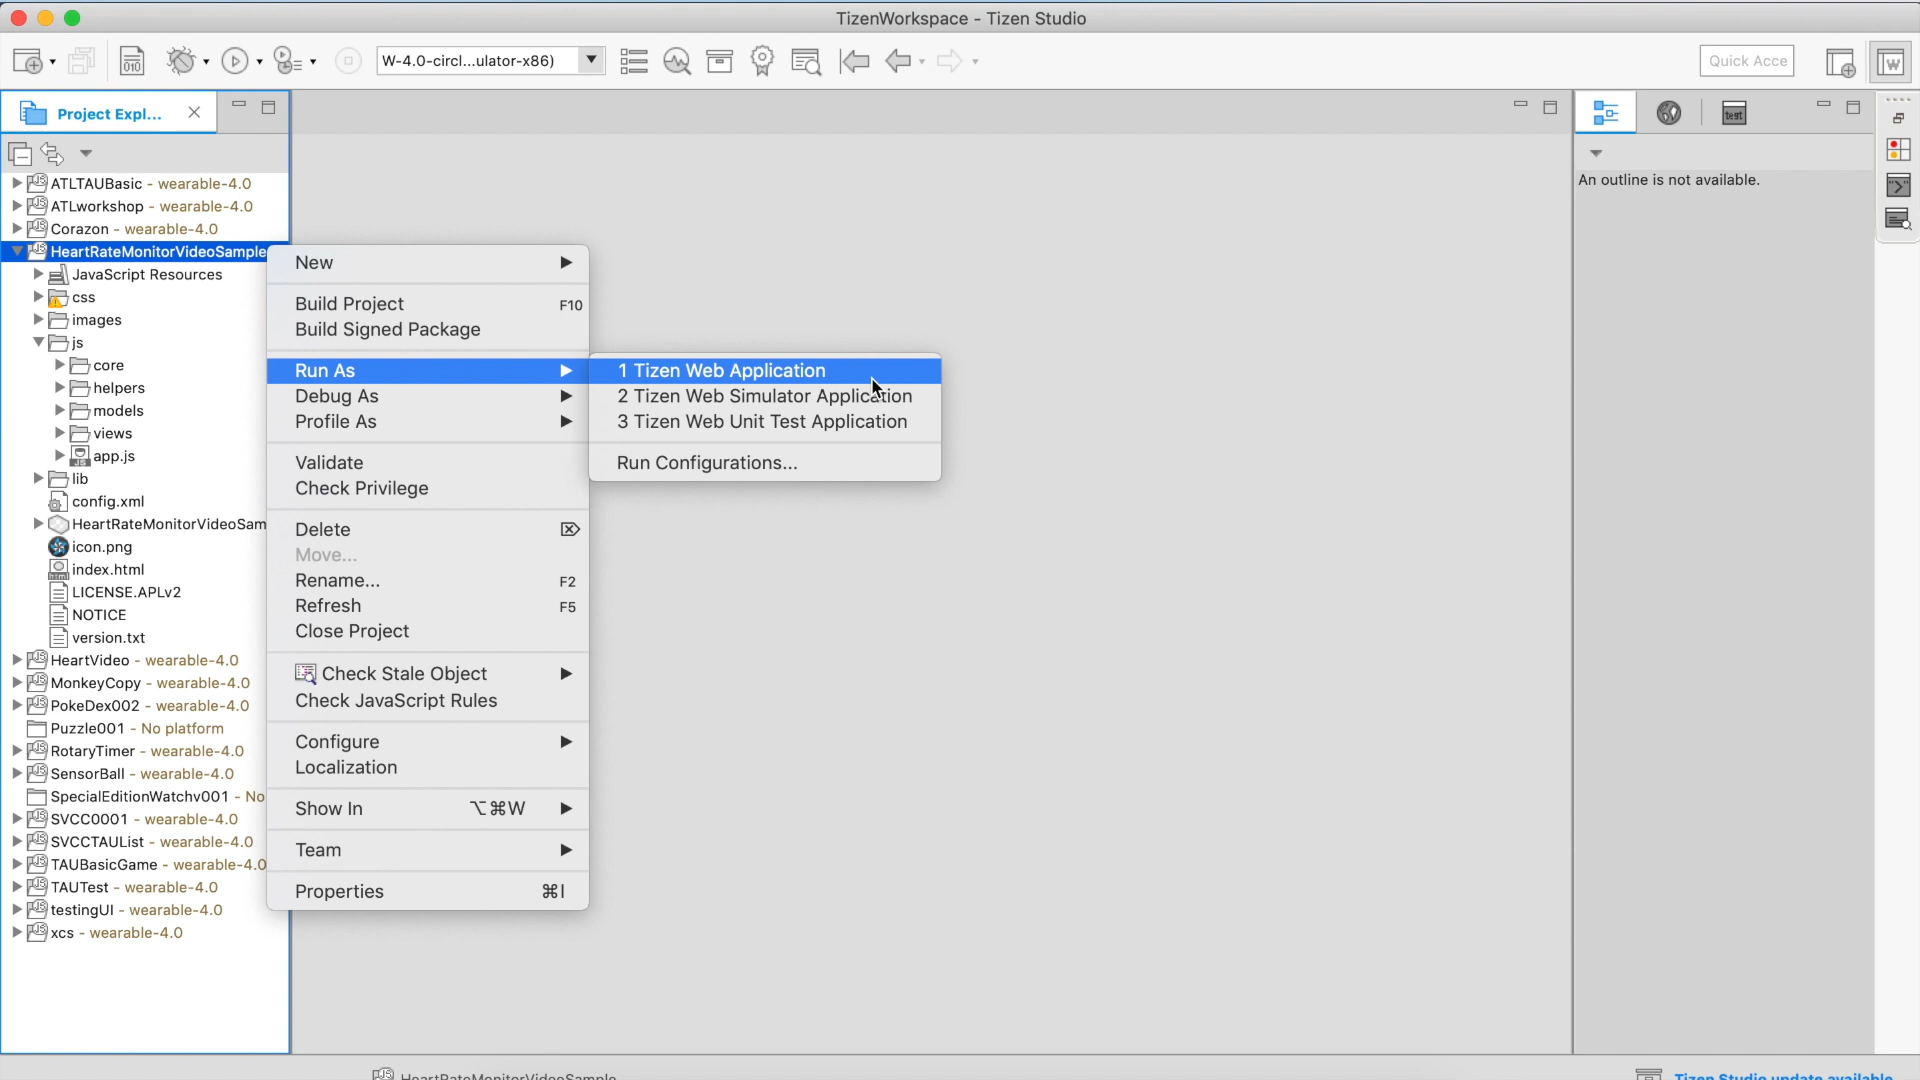 TizenWorkspace - Tizen Studio
010
W-4.0-circl...ulator-x86)
Quick Acce
W
Project Expl...
test
An outline is not available.
ATLTAUBasic - wearable-4.0
ATLworkshop - wearable-4.0
Corazon - wearable-4.0
HeartRateMonitorVideoSample
JavaScript Resources
css
images
js
core
helpers
models
views
app.js
lib
config.xml
HeartRateMonitorVideoSam
icon.png
index.html
LICENSE.APLv2
NOTICE
version.txt
HeartVideo - wearable-4.0
MonkeyCopy - wearable-4.0
PokeDex002 - wearable-4.0
Puzzle001 - No platform
RotaryTimer - wearable-4.0
SensorBall - wearable-4.0
SpecialEditionWatchv001 - No
SVCC0001 - wearable-4.0
SVCCTAUList - wearable-4.0
TAUBasicGame - wearable-4.0
TAUTest - wearable-4.0
testingUI - wearable-4.0
xcs - wearable-4.0
New
Build Project F10
Build Signed Package
Run As
Debug As
Profile As
Validate
Check Privilege
Delete
Move...
Rename... F2
Refresh F5
Close Project
Check Stale Object
Check JavaScript Rules
Configure
Localization
Show In ⌥⌘W
Team
Properties ⌘I
1 Tizen Web Application
2 Tizen Web Simulator Application
3 Tizen Web Unit Test Application
Run Configurations...
HeartRateMonitorVideoSample
Tizen Studio update available